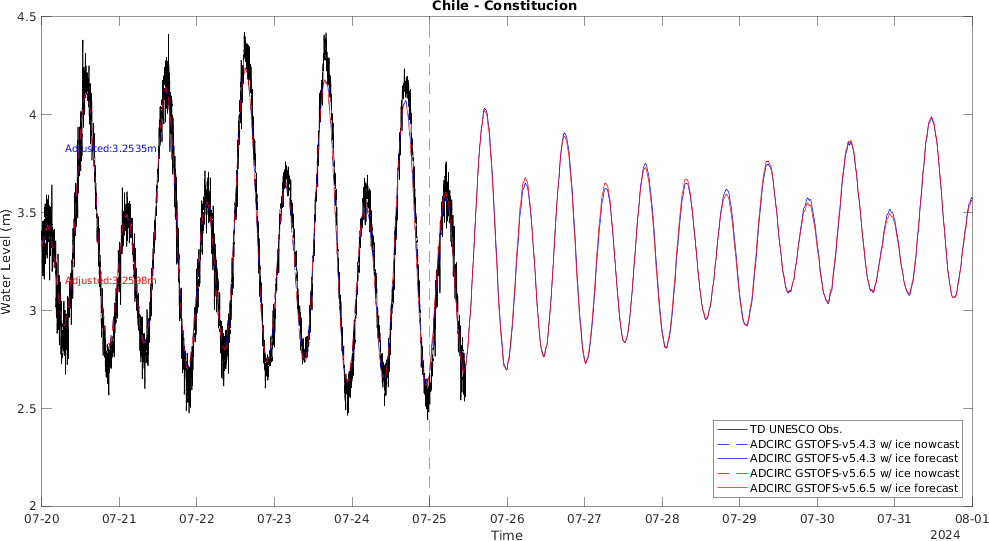 Chile - Constitucion
4.5
4
3.5
3
2.5
2
Water Level (m)
Adjusted:3.2535m
Adjusted:3.2598m
TD UNESCO Obs.
ADCIRC GSTOFS-v5.4.3 w/ ice nowcast
ADCIRC GSTOFS-v5.4.3 w/ ice forecast
ADCIRC GSTOFS-v5.6.5 w/ ice nowcast
ADCIRC GSTOFS-v5.6.5 w/ ice forecast
07-20 07-21 07-22 07-23 07-24 07-25 07-26 07-27 07-28 07-29 07-30 07-31 08-01
Time
2024